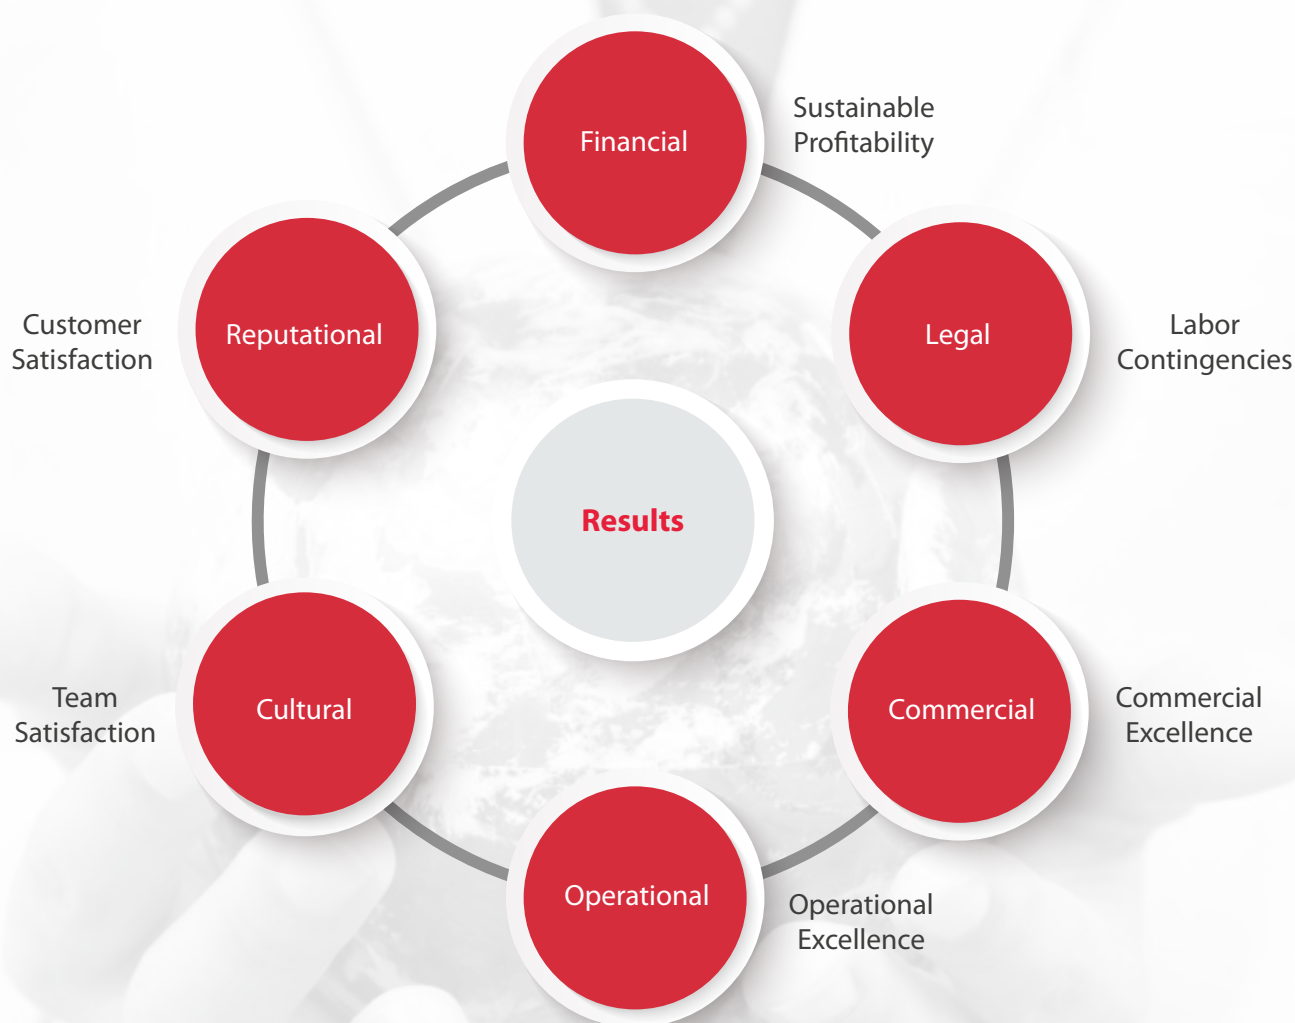 Financial
Sustainable
Profitability
Reputational
Customer
Satisfaction
Legal
Labor
Contingencies
Results
Cultural
Team
Satisfaction
Commercial
Commercial
Excellence
Operational
Operational
Excellence